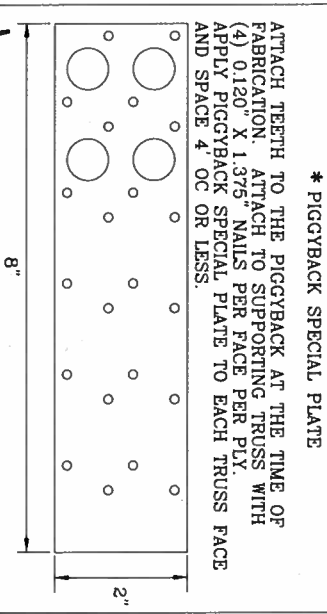 * PIGGYBACK SPECIAL PLATE
ATTACH TEETH TO THE PIGGYBACK AT THE TIME OF
FABRICATION. ATTACH TO SUPPORTING TRUSS WITH
(4) 0.120" X 1.375" NAILS PER FACE PER PLY.
APPLY PIGGYBACK SPECIAL PLATE TO EACH TRUSS FACE
AND SPACE 4' OC OR LESS.
8"
2"